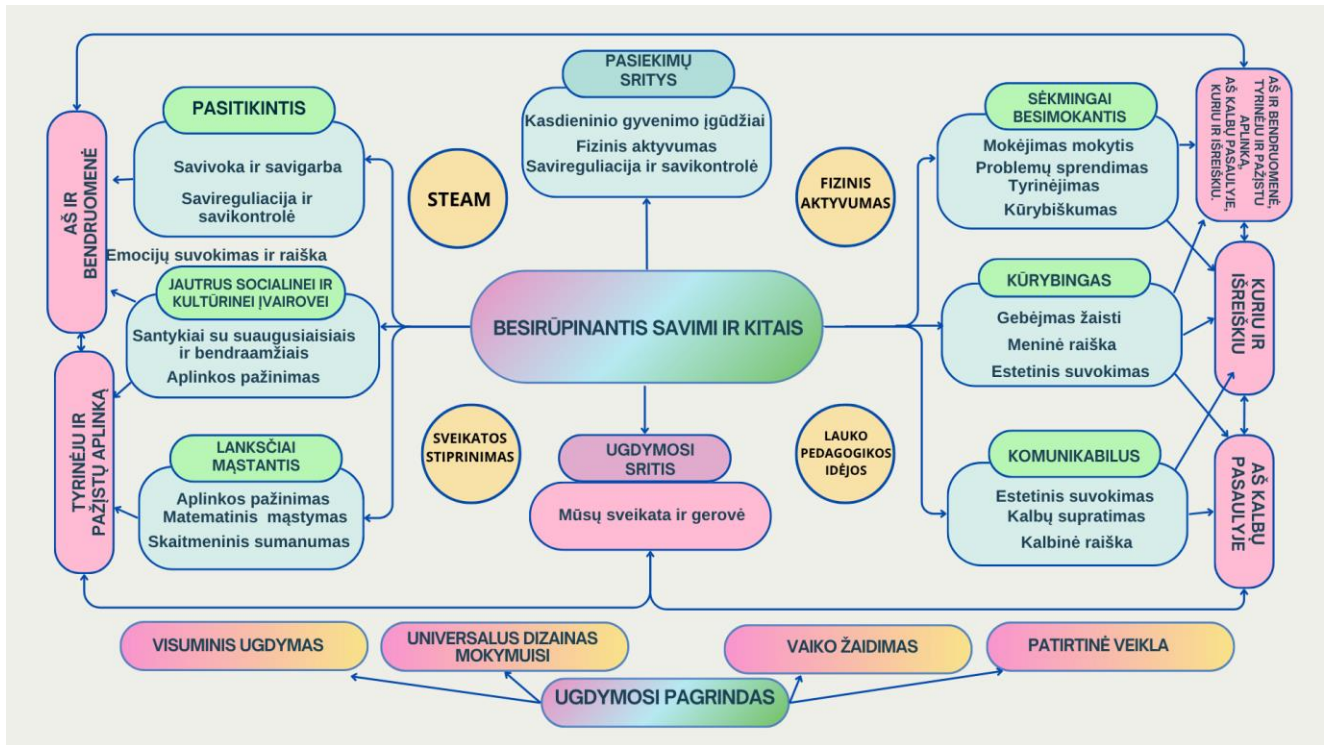 PASITIKINTIS
Savivoka ir savigarba
Savireguliacija ir
savikontrolė
Emocijų suvokimas ir raiška
AŠ IR
BENDRUOMENĖ
JAUTRUS SOCIALINEI IR
KULTŪRINEI ĮVAIROVEI
Santykiai su suaugusiaisiais
ir bendraamžiais
Aplinkos pažinimas
TYRINĖJU IR
PAŽĮSTŲ APLINKĄ
LANKSČIAI
MĄSTANTIS
Aplinkos pažinimas
Matematinis mąstymas
Skaitmeninis sumanumas
STEAM
SVEIKATOS
STIPRINIMAS
PASIEKIMŲ
SRITYS
Kasdieninio gyvenimo įgūdžiai
Fizinis aktyvumas
Savireguliacija ir savikontrolė
BESIRŪPINANTIS SAVIMI IR KITAIS
UGDYMOSI
SRITIS
Mūsų sveikata ir gerovė
FIZINIS
AKTYVUMAS
LAUKO
PEDAGOGIKOS
IDĖJOS
SĖKMINGAI
BESIMOKANTIS
Mokėjimas mokytis
Problemų sprendimas
Tyrinėjimas
Kūrybiškumas
KŪRYBINGAS
Gebėjmas žaisti
Meninė raiška
Estetinis suvokimas
KOMUNIKABILUS
Estetinis suvokimas
Kalbų supratimas
Kalbinė raiška
AŠ IR BENDRUOMENĖ,
TYRINĖJU IR PAŽĮSTU
APLINKĄ,
AŠ KALBŲ PASAULYJE,
KURIU IR IŠREIŠKIU.
KURIU IR
IŠREIŠKIU
AŠ KALBŲ
PASAULYJE
VISUMINIS UGDYMAS
UNIVERSALUS DIZAINAS
MOKYMUISI
VAIKO ŽAIDIMAS
PATIRTINĖ VEIKLA
UGDYMOSI PAGRINDAS